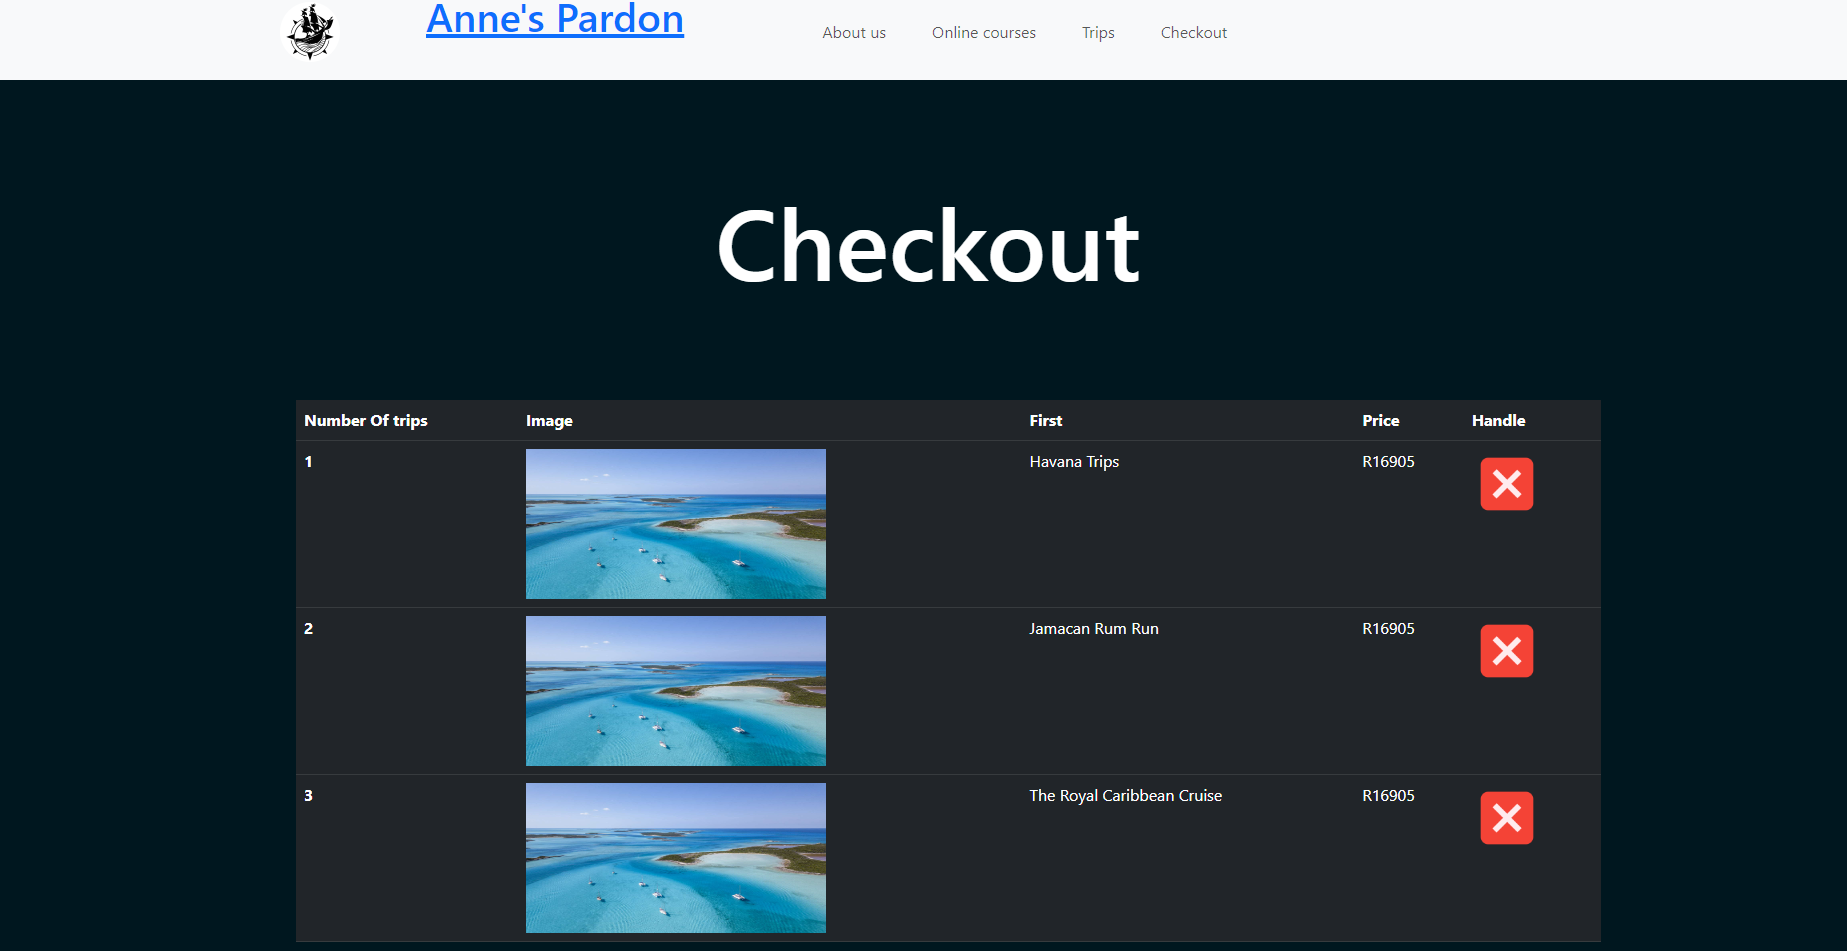 Anne's Pardon
About us Online courses Trips Checkout
Checkout
Number Of trips Image First Price Handle
1 Havana Trips R16905
2 Jamacan Rum Run R16905
3 The Royal Caribbean Cruise R16905